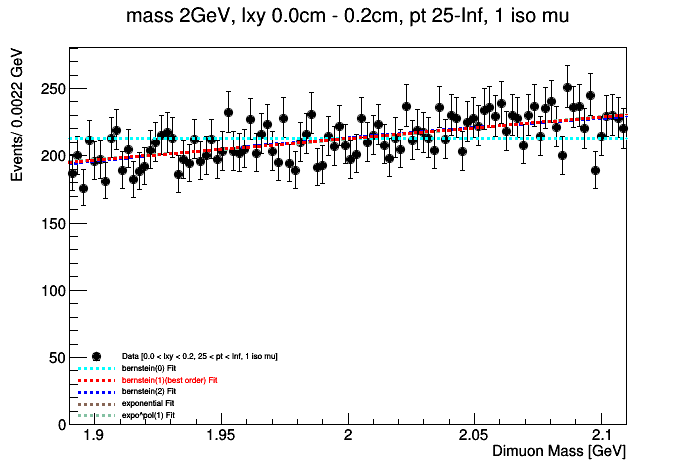 mass 2GeV, lxy 0.0cm - 0.2cm, pt 25-Inf, 1 iso mu
Events/ 0.0022 GeV
250
200
150
100
50
0
Data [0.0 < lxy < 0.2, 25 < pt < Inf, 1 iso mu]
bernstein(0) Fit
bernstein(1)(best order) Fit
bernstein(2) Fit
exponential Fit
expo^pol(1) Fit
1.9 1.95 2 2.05 2.1
Dimuon Mass [GeV]